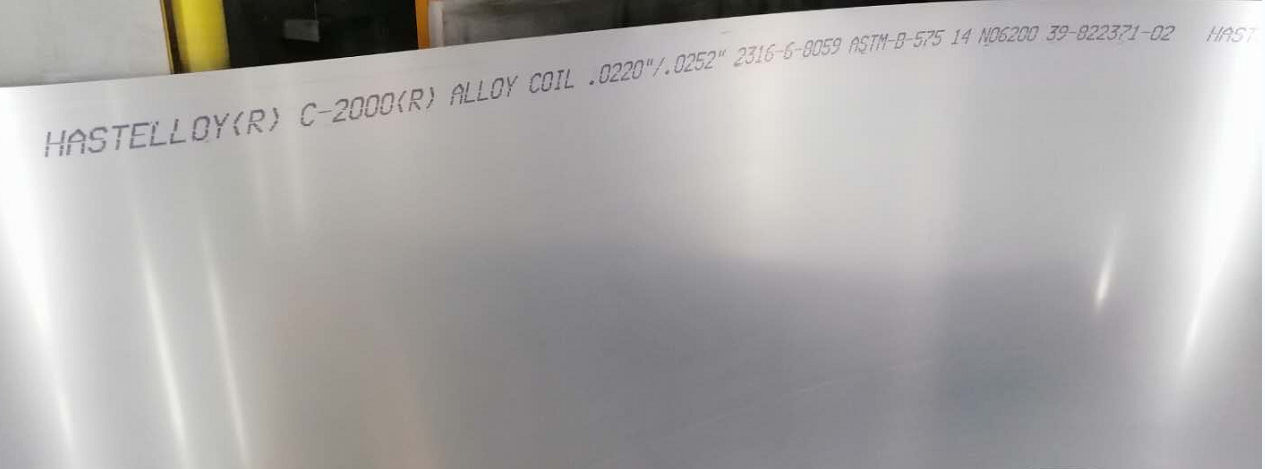 HASTELLOY(R) C-2000(R) ALLOY COIL .0220"/.0252" 2316-6-8059 ASTM-B-575 14 N06200 39-822371-02 HAST